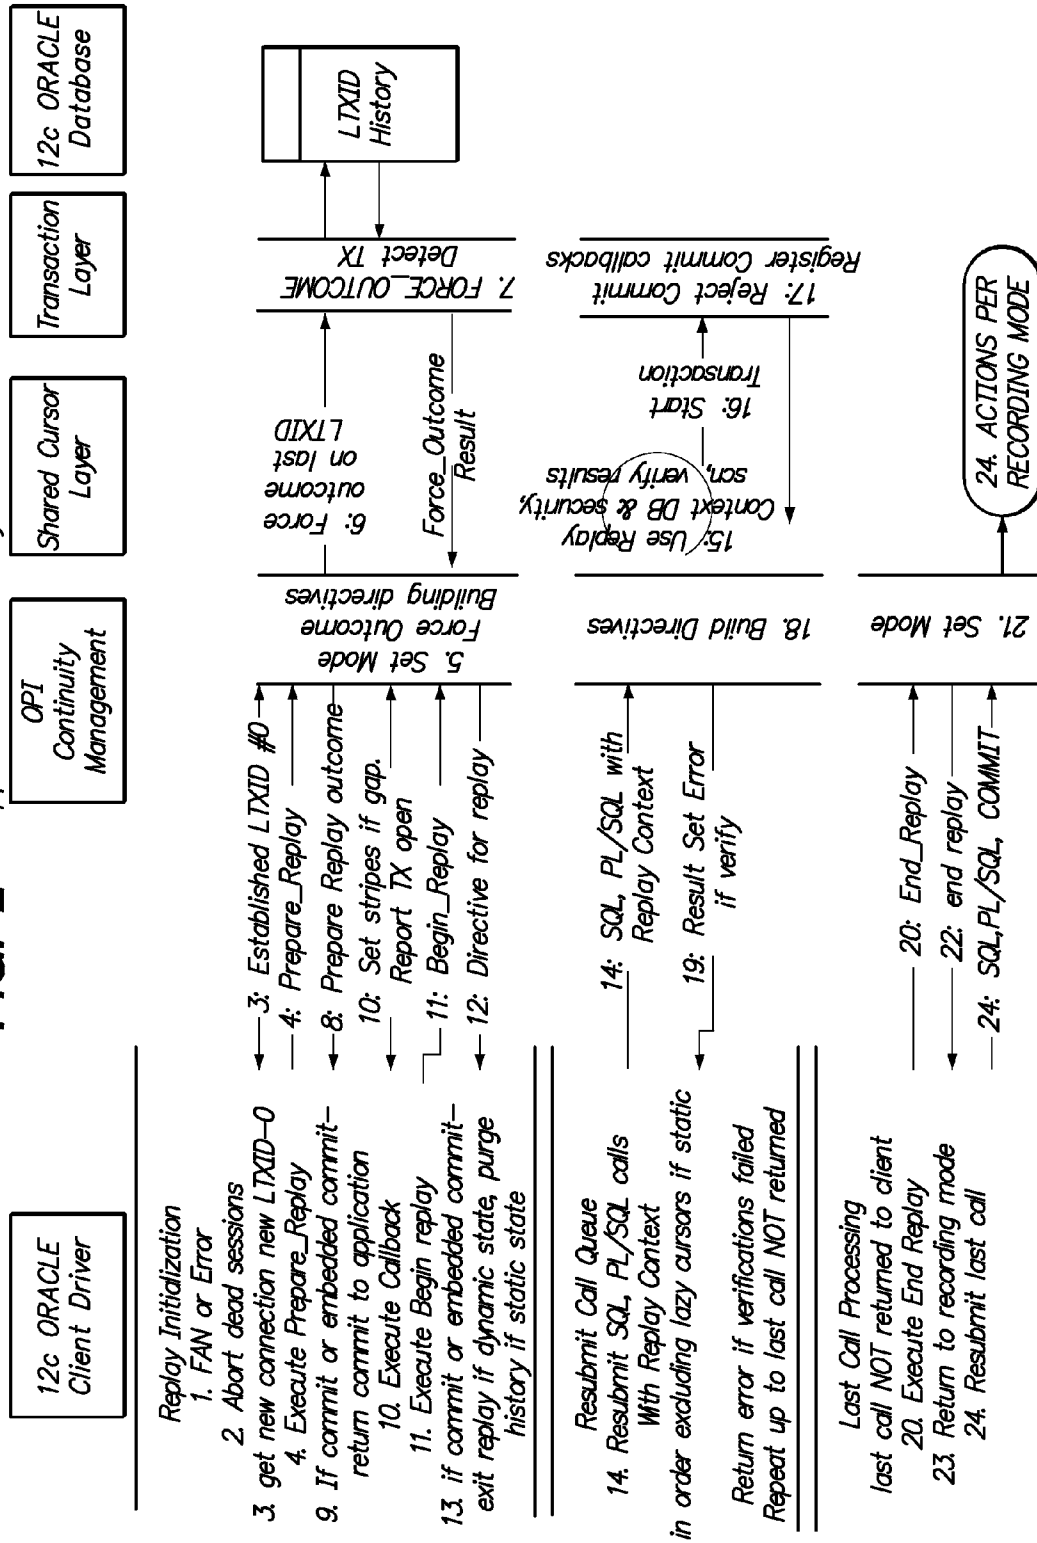 12c ORACLE
Client Driver
OPI
Continuity
Management
Shared Cursor
Layer
Transaction
Layer
12c ORACLE
Database
Replay Initialization
1. FAN or Error
2. Abort dead sessions
3. get new connection new LTXID-0
4. Execute Prepare_Replay
9. If commit or embedded commit-
return commit to application
10. Execute Callback
11. Execute Begin replay
13. if commit or embedded commit-
exit replay if dynamic state, purge
history if static state
3: Established LTXID #0
4: Prepare_Replay
8: Prepare Replay outcome
10: Set stripes if gap.
Report TX open
11: Begin_Replay
12: Directive for replay
5. Set Mode
Force Outcome
Building directives
6: Force
outcome
on last
LTXID
Force_Outcome
Result
7. FORCE_OUTCOME
Detect TX
LTXID
History
Resubmit Call Queue
14. Resubmit SQL, PL/SQL calls
With Replay Context
in order excluding lazy cursors if static
Return error if verifications failed
Repeat up to last call NOT returned
14: SQL, PL/SQL with
Replay Context
19: Result Set Error
if verify
18. Build Directives
15: Use Replay
Context DB & security,
scn, verify results
16: Start
Transaction
17: Reject Commit
Register Commit callbacks
Last Call Processing
last call NOT returned to client
20. Execute End Replay
23. Return to recording mode
24. Resubmit last call
20: End_Replay
22: end replay
24: SQL,PL/SQL, COMMIT
21. Set Mode
24. ACTIONS PER
RECORDING MODE